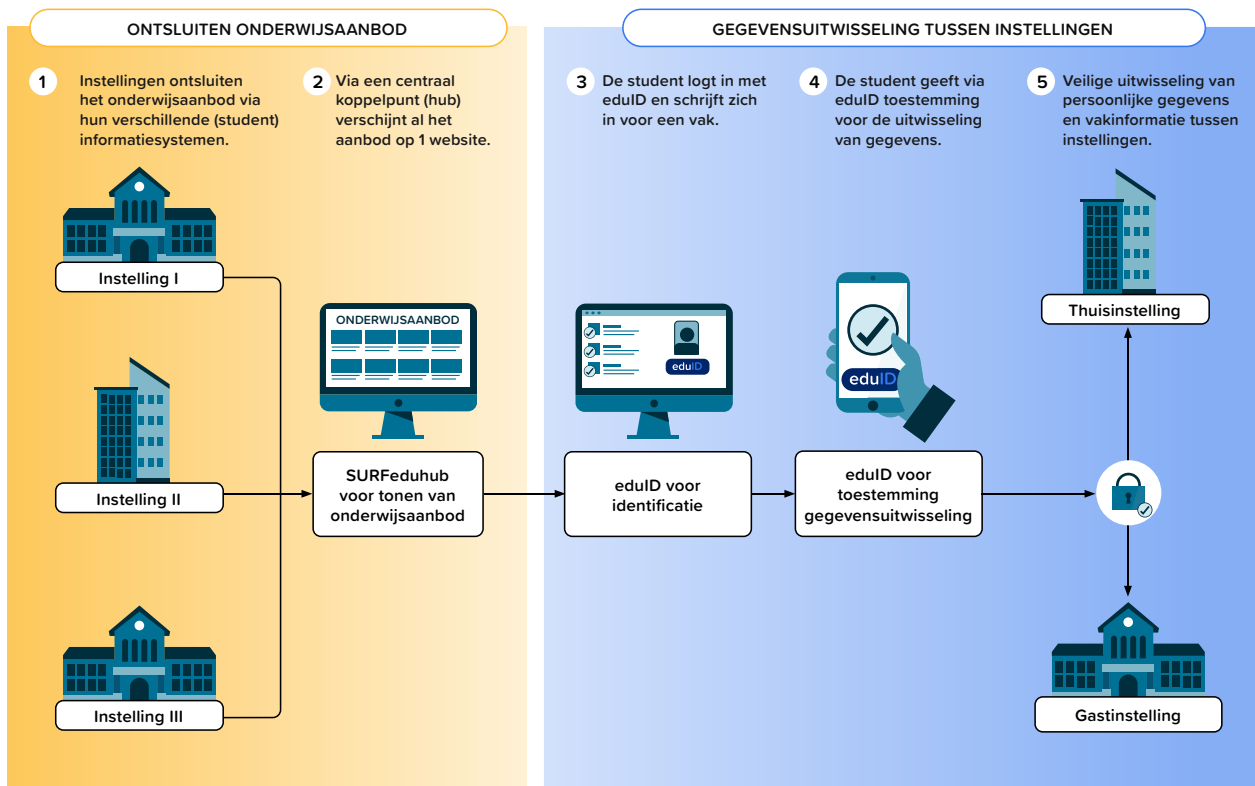 ONTSLUITEN ONDERWIJSAANBOD
GEGEVENSUITWISSELING TUSSEN INSTELLINGEN
1
Instellingen ontsluiten
het onderwijsaanbod via
hun verschillende (student)
informatiesystemen.
2
Via een centraal
koppelpunt (hub)
verschijnt al het
aanbod op 1 website.
3
De student logt in met
eduID en schrijft zich
in voor een vak.
4
De student geeft via
eduID toestemming
voor de uitwisseling
van gegevens.
5
Veilige uitwisseling van
persoonlijke gegevens
en vakinformatie tussen
instellingen.
Instelling I
Instelling II
Instelling III
ONDERWIJSAANBOD
SURFeduhub
voor tonen van
onderwijsaanbod
eduID
eduID voor
identificatie
eduID
eduID voor
toestemming
gegevensuitwisseling
Thuisinstelling
Gastinstelling